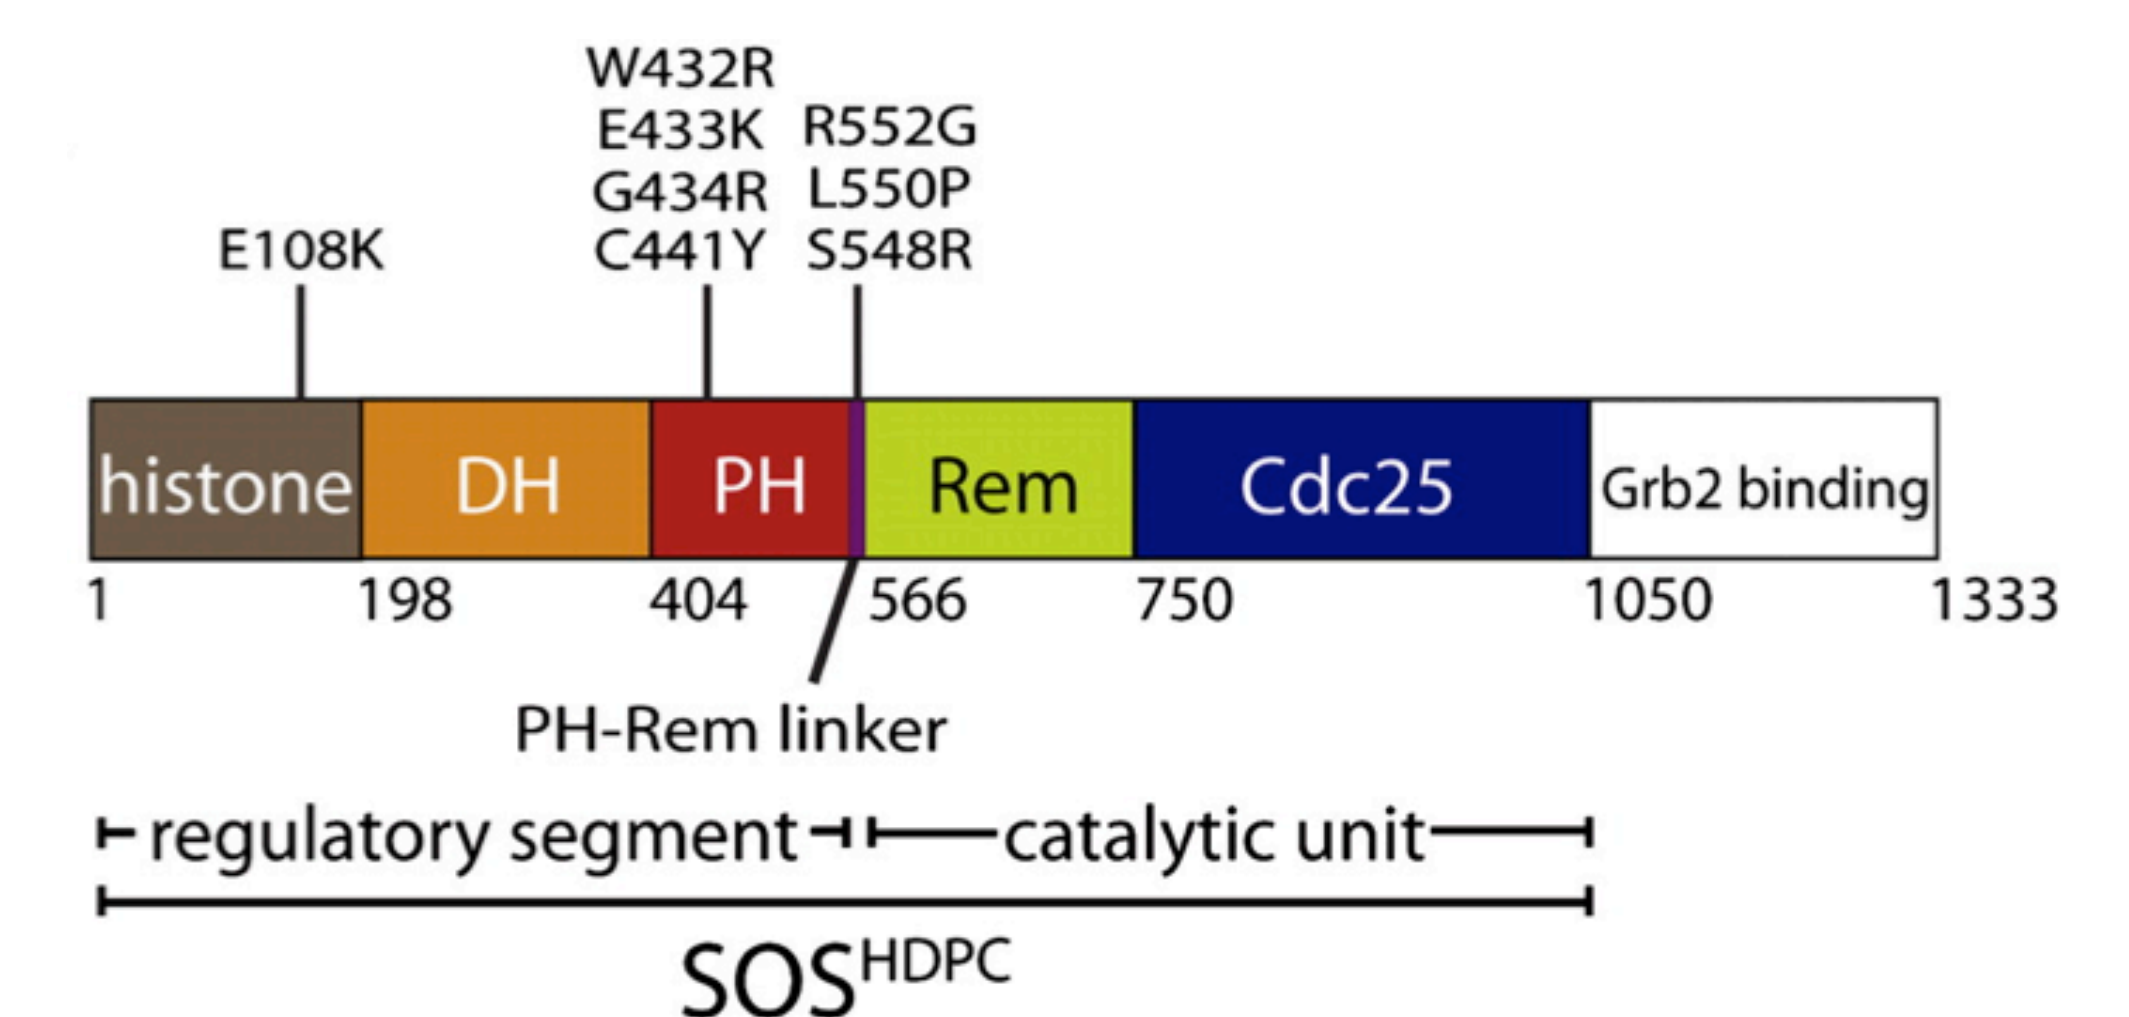 W432R
E433K
G434R
C441Y
R552G
L550P
S548R
E108K
histone DH PH Rem Cdc25 Grb2 binding
1 198 404 566 750 1050 1333
PH-Rem linker
regulatory segment catalytic unit
SOSHDPC